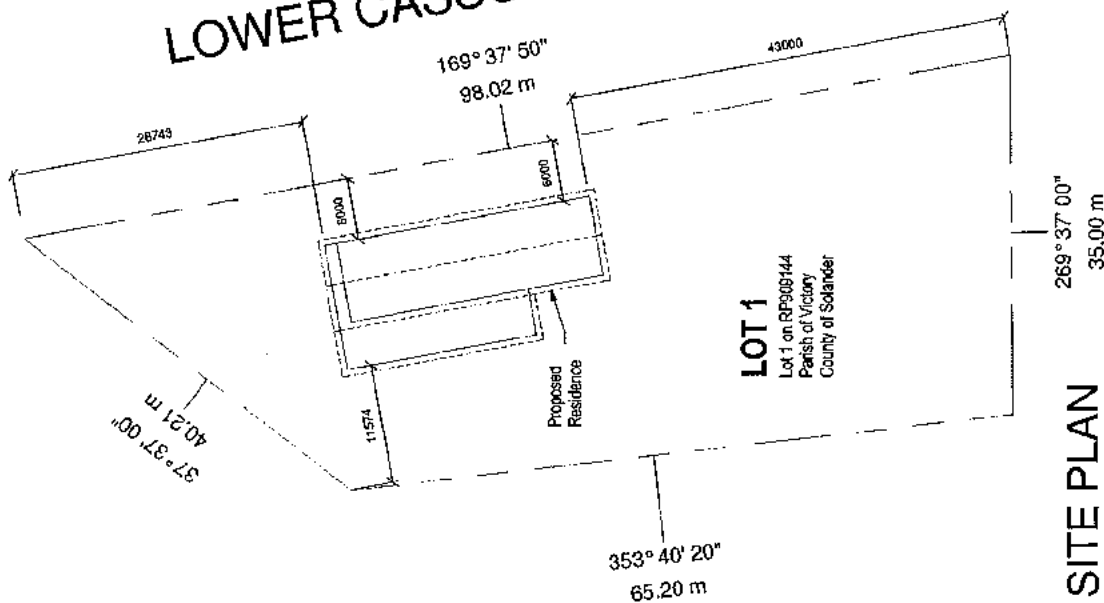 LOWER CASSO
169° 37' 50"
98.02 m
43000
28743
6000
6000
37° 37' 00"
40.21 m
11574
Proposed
Residence
LOT 1
Lot 1 on RP909144
Parish of Victory
County of Solander
269° 37' 00"
35.00 m
353° 40' 20"
65.20 m
SITE PLAN